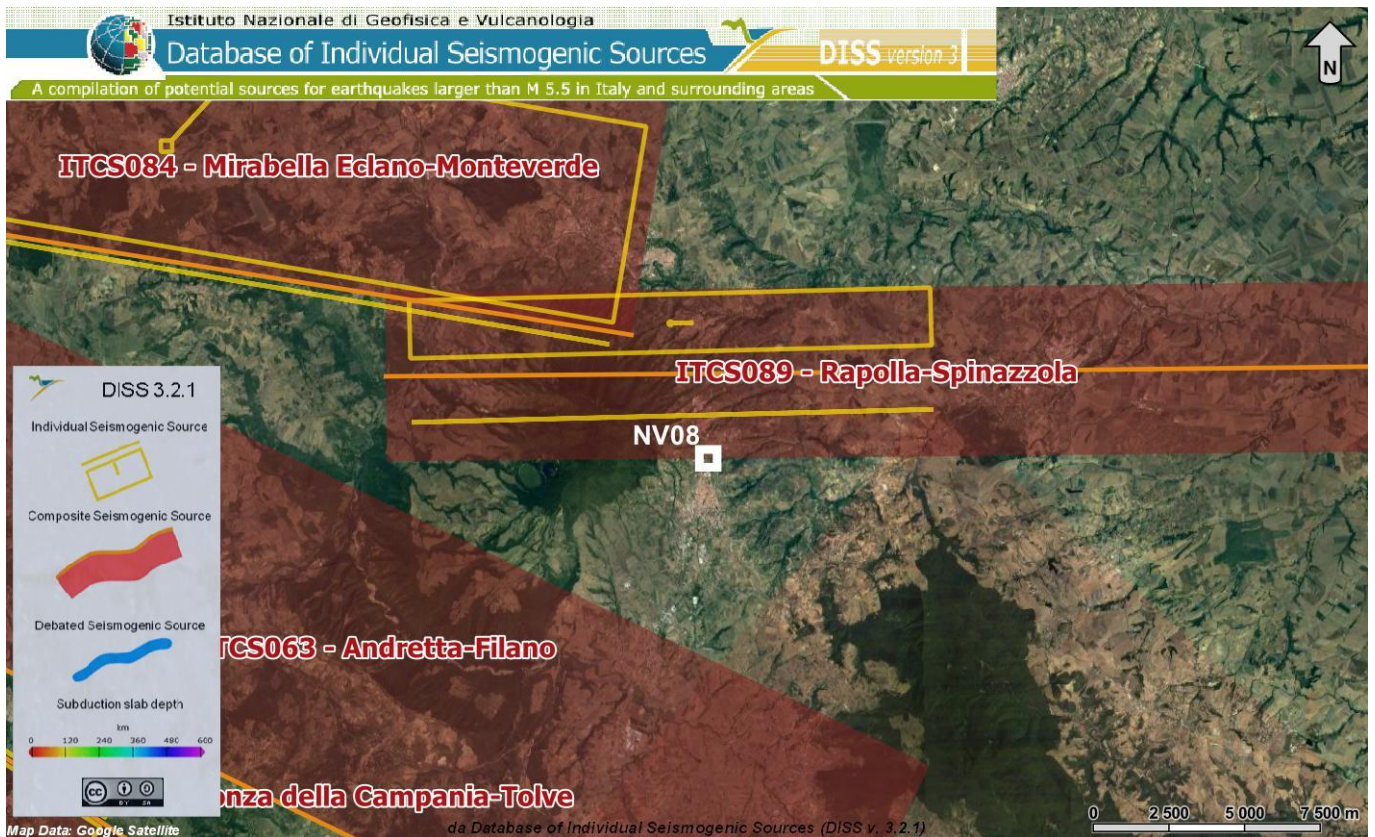 Istituto Nazionale di Geofisica e Vulcanologia
Database of Individual Seismogenic Sources
DISS version 3
A compilation of potential sources for earthquakes larger than M 5.5 in Italy and surrounding areas
N
ITCS084 - Mirabella Eclano-Monteverde
ITCS089 - Rapolla-Spinazzola
NV08
DISS 3.2.1
Individual Seismogenic Source
Composite Seismogenic Source
Debated Seismogenic Source
Subduction slab depth
km
0 120 240 360 480 600
cc
BY SA
TCS063 - Andretta-Filano
onza della Campania-Tolve
0 2 500 5 000 7 500 m
Map Data: Google Satellite
da Database of Individual Seismogenic Sources (DISS v. 3.2.1)